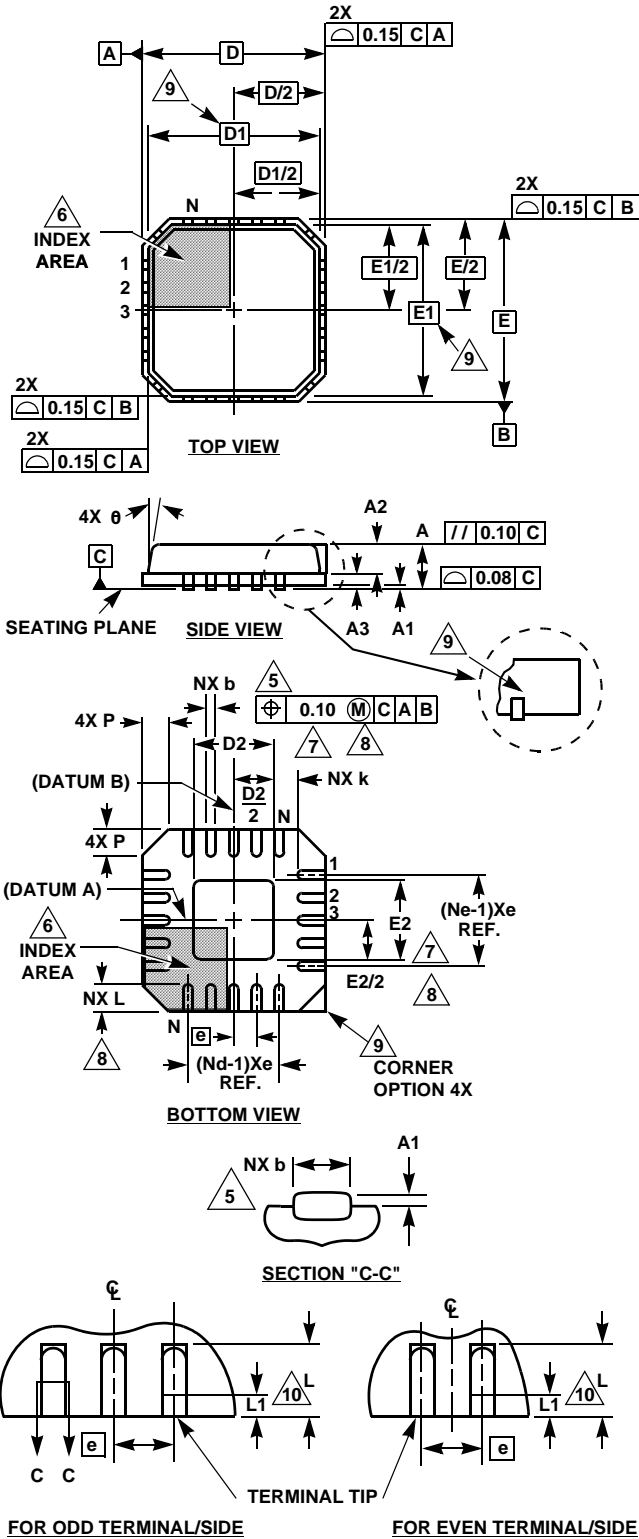 2X
0.15 C A
A
D
9
D/2
D1
D1/2
2X
0.15 C B
6
INDEX
AREA
N
1
2
3
E1/2
E/2
E1
E
9
2X
0.15 C B
B
2X
0.15 C A
TOP VIEW
4X θ
A2
A
// 0.10 C
C
0.08 C
SEATING PLANE
SIDE VIEW
A3
A1
9
5
NX b
⌖ 0.10 Ⓜ C A B
4X P
D2
7
8
(DATUM B)
D2
2
N
NX k
4X P
1
2
3
(DATUM A)
(Ne-1)Xe
REF.
6
INDEX
AREA
E2
7
E2/2
8
NX L
N
e
8
(Nd-1)Xe
REF.
9
CORNER
OPTION 4X
BOTTOM VIEW
A1
NX b
5
SECTION "C-C"
C
L
C
L
L
10
L1
L
10
L1
e
e
C C
TERMINAL TIP
FOR ODD TERMINAL/SIDE
FOR EVEN TERMINAL/SIDE